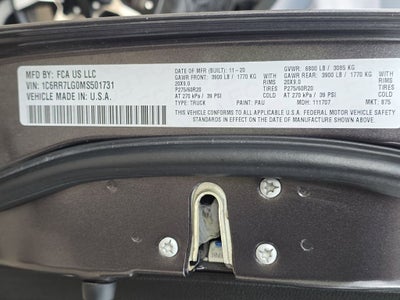 MFD BY: FCA US LLC
VIN: 1C6RR7LG0MS501731
VEHICLE MADE IN: U.S.A.
DATE OF MFR (BUILT): 11-20 GVWR: 6800 LB / 3085 KG
GAWR FRONT: 3900 LB / 1770 KG WITH GAWR REAR: 3900 LB / 1770 KG WITH
20X9.0 RIMS 20X9.0 RIMS
P275/60R20 TIRES P275/60R20 TIRES
AT 270 kPa / 39 PSI AT 270 kPa / 39 PSI
TYPE: TRUCK PAINT: PAU MDH: 111707 MKT: 875
THIS VEHICLE CONFORMS TO ALL APPLICABLE U.S.A. FEDERAL MOTOR VEHICLE SAFETY
STANDARDS IN EFFECT ON THE DATE OF MANUFACTURE SHOWN ABOVE.